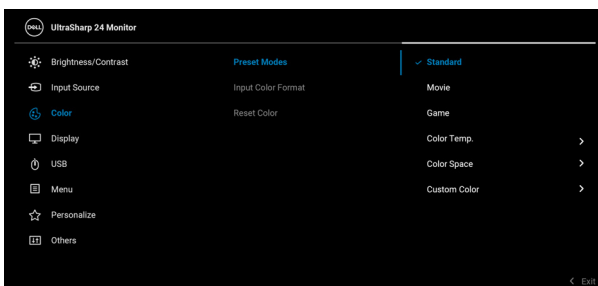 DELL UltraSharp 24 Monitor
Brightness/Contrast Preset Modes Standard
Input Source Input Color Format Movie
Color Reset Color Game
Display Color Temp.
USB Color Space
Menu Custom Color
Personalize
Others
Exit